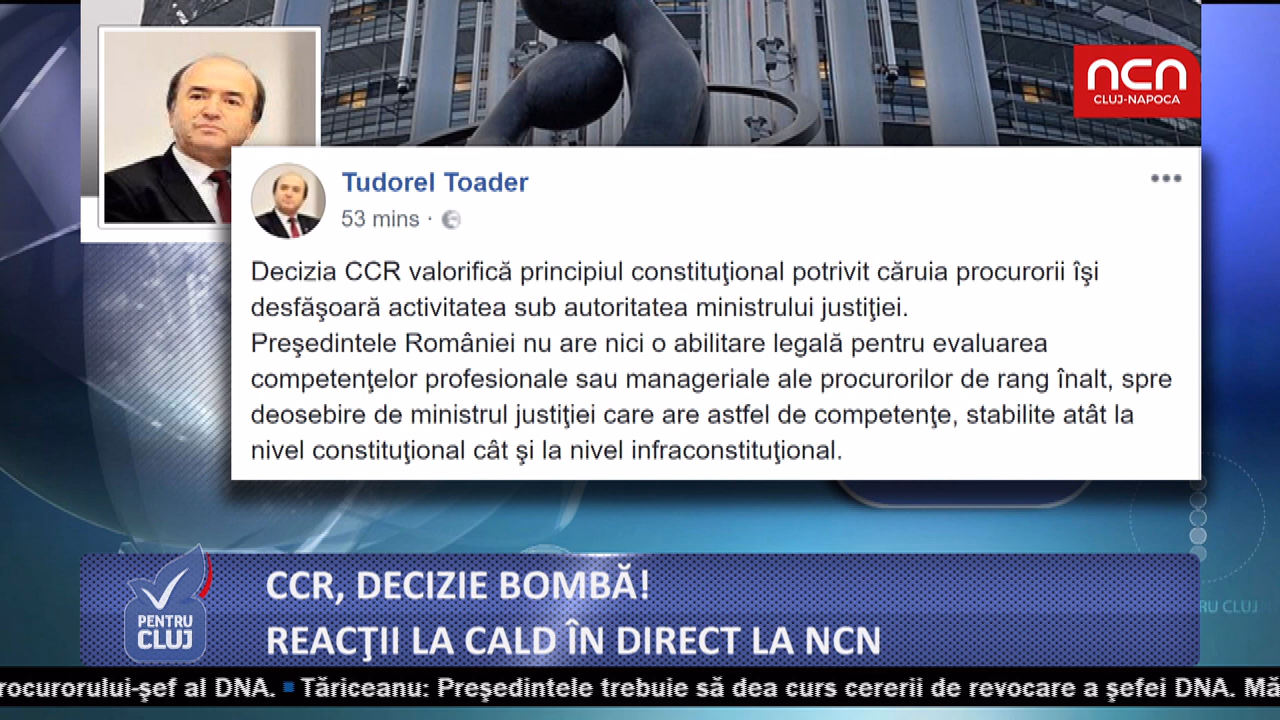 ncn
CLUJ-NAPOCA
Tudorel Toader
53 mins ·
Decizia CCR valorifică principiul constituţional potrivit căruia procurorii îşi
desfăşoară activitatea sub autoritatea ministrului justiţiei.
Preşedintele României nu are nici o abilitare legală pentru evaluarea
competenţelor profesionale sau manageriale ale procurorilor de rang înalt, spre
deosebire de ministrul justiţiei care are astfel de competenţe, stabilite atât la
nivel constituţional cât şi la nivel infraconstituţional.
PENTRU
CLUJ
CCR, DECIZIE BOMBĂ!
REACŢII LA CALD ÎN DIRECT LA NCN
RU CLUJ
rocurorului-şef al DNA. ▪ Tăriceanu: Preşedintele trebuie să dea curs cererii de revocare a şefei DNA. Mă